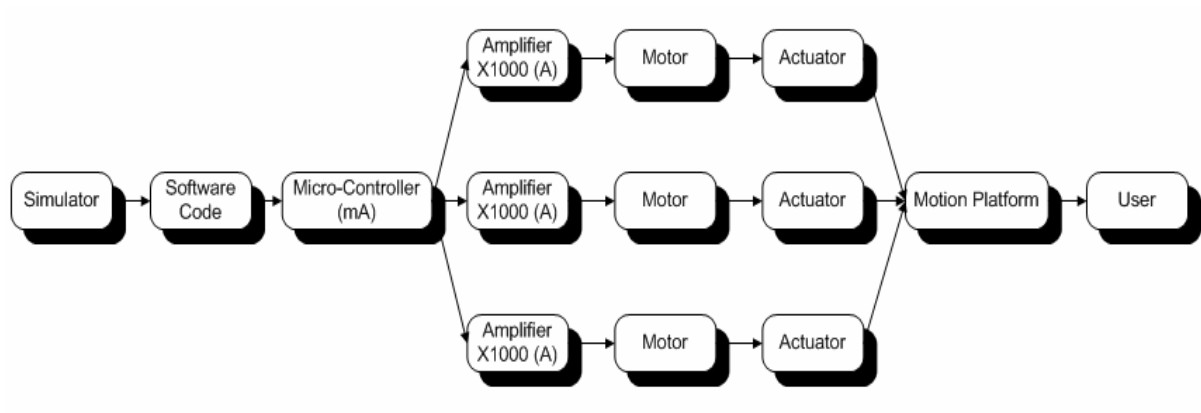 Amplifier
X1000 (A)
Motor
Actuator
Simulator
Software
Code
Micro-Controller
(mA)
Amplifier
X1000 (A)
Motor
Actuator
Motion Platform
User
Amplifier
X1000 (A)
Motor
Actuator